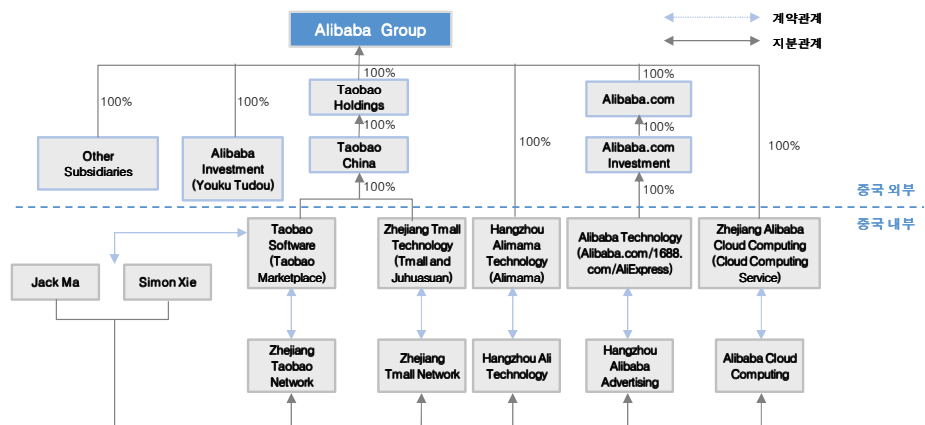 Alibaba Group
계약관계
지분관계
100%
100%
Taobao
Holdings
Alibaba.com
100%
100%
100%
100%
Other
Subsidiaries
Alibaba
Investment
(Youku Tudou)
Taobao
China
100%
Alibaba.com
Investment
100%
100%
100%
중국 외부
중국 내부
Taobao
Software
(Taobao
Marketplace)
Zhejiang Tmall
Technology
(Tmall and
Juhuasuan)
Hangzhou
Alimama
Technology
(Alimama)
Alibaba Technology
(Alibaba.com/1688.
com/AliExpress)
Zhejiang Alibaba
Cloud Computing
(Cloud Computing
Service)
Jack Ma
Simon Xie
Zhejiang
Taobao
Network
Zhejiang
Tmall Network
Hangzhou Ali
Technology
Hangzhou
Alibaba
Advertising
Alibaba Cloud
Computing